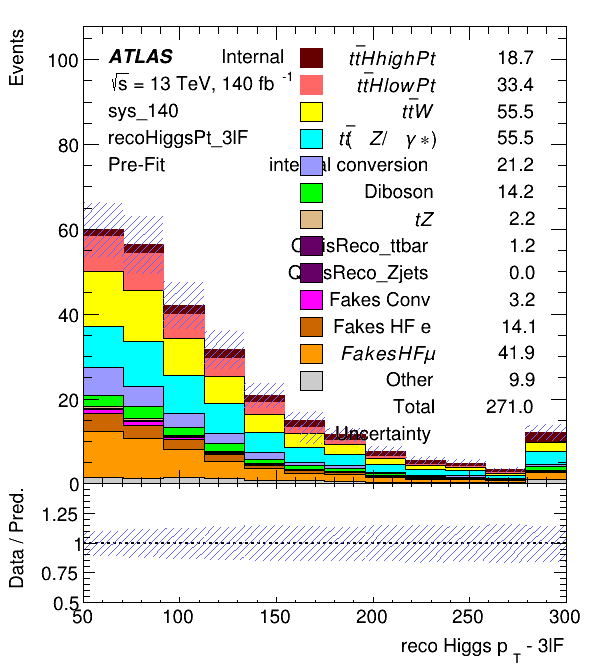 Events
100
80
60
40
20
0
ATLAS Internal
√s = 13 TeV, 140 fb⁻¹
sys_140
recoHiggsPt_3lF
Pre-Fit
tt̅HhighPt 18.7
tt̅HlowPt 33.4
tt̅W 55.5
tt̅( Z/ γ*) 55.5
internal conversion 21.2
Diboson 14.2
tZ 2.2
QmisReco_ttbar 1.2
QmisReco_Zjets 0.0
Fakes Conv 3.2
Fakes HF e 14.1
FakesHFμ 41.9
Other 9.9
Total 271.0
Uncertainty
Data / Pred.
1.25
1
0.75
0.5
50 100 150 200 250 300
reco Higgs p_T - 3lF